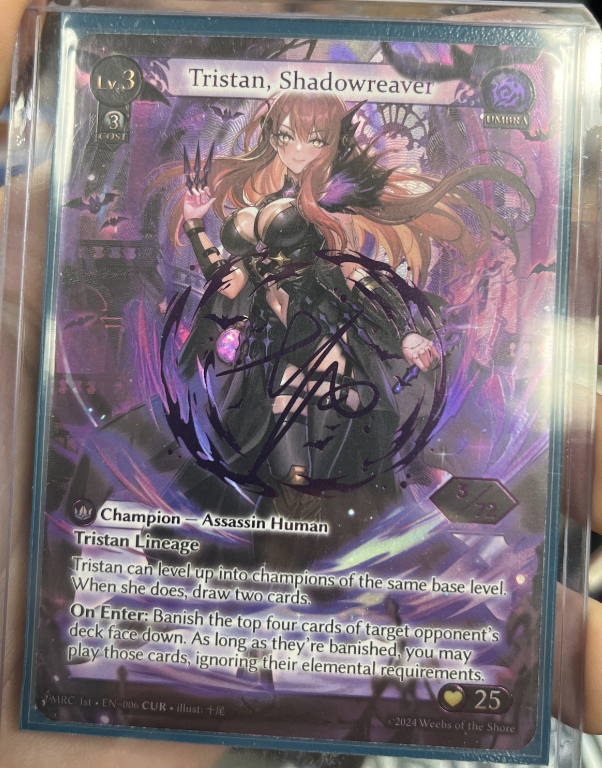 Lv.3
Tristan, Shadowreaver
UMBRA
3
COST
Champion — Assassin Human
Tristan Lineage
Tristan can level up into champions of the same base level.
When she does, draw two cards.
On Enter: Banish the top four cards of target opponent's
deck face down. As long as they're banished, you may
play those cards, ignoring their elemental requirements.
MRC 1st • EN-006 CUR • illust: 十尾
25
©2024 Weebs of the Shore